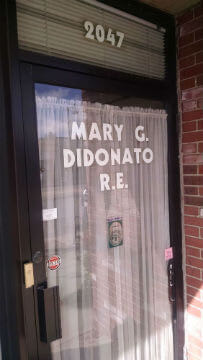 2047
MARY G.
DIDONATO
R.E.